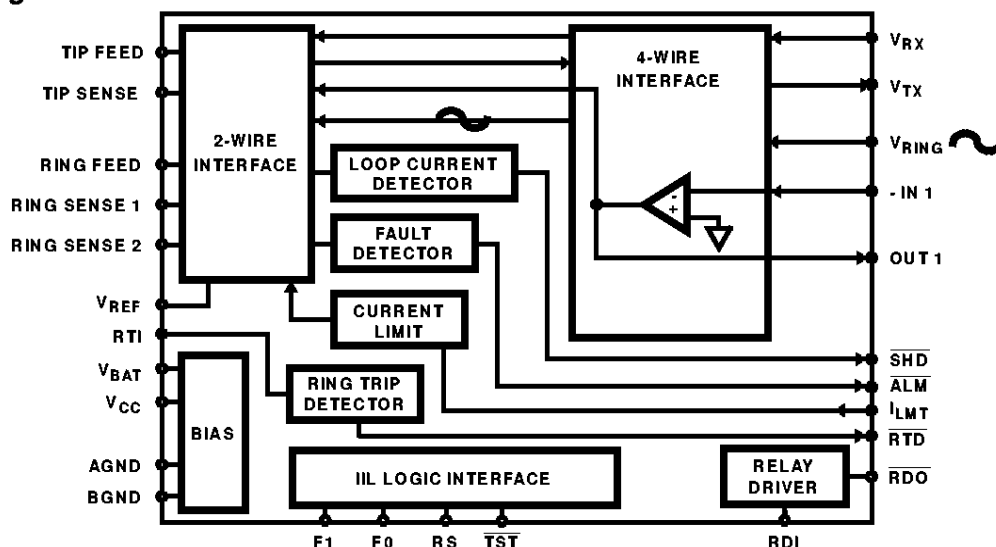 TIP FEED
TIP SENSE
RING FEED
RING SENSE 1
RING SENSE 2
VREF
RTI
VBAT
VCC
AGND
BGND
2-WIRE
INTERFACE
4-WIRE
INTERFACE
LOOP CURRENT
DETECTOR
FAULT
DETECTOR
CURRENT
LIMIT
RING TRIP
DETECTOR
BIAS
IIL LOGIC INTERFACE
RELAY
DRIVER
-
+
VRX
VTX
VRING
- IN 1
OUT 1
SHD
ALM
ILMT
RTD
RDO
F1
F0
RS
TST
RDI